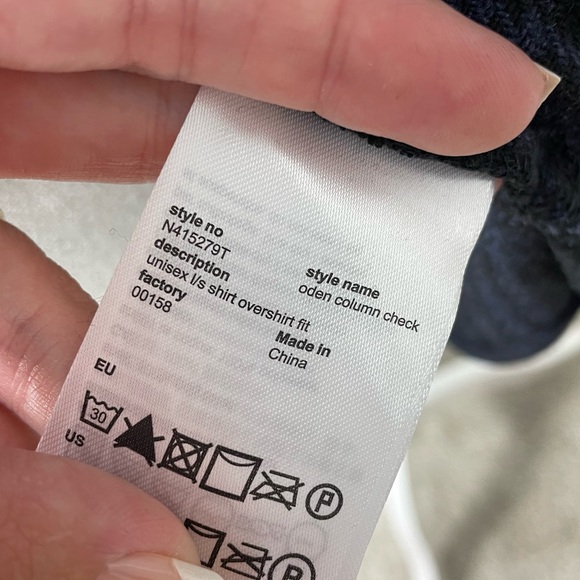 style no
N415279T
style name
oden column check
description
unisex l/s shirt overshirt fit
factory
00158
Made in
China
EU
30
P
US
P